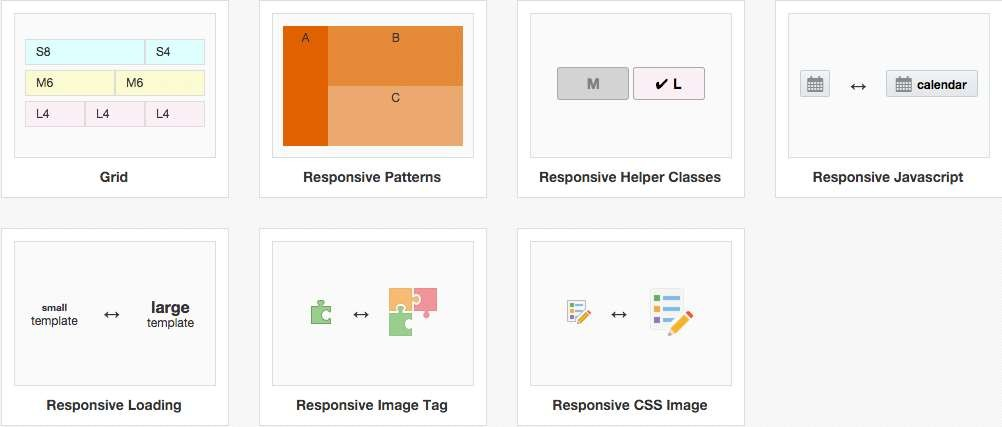 S8 S4
M6 M6
L4 L4 L4
Grid
A B
C
Responsive Patterns
M ✔ L
Responsive Helper Classes
↔ calendar
Responsive Javascript
small ↔ large
template template
Responsive Loading
↔
Responsive Image Tag
↔
Responsive CSS Image